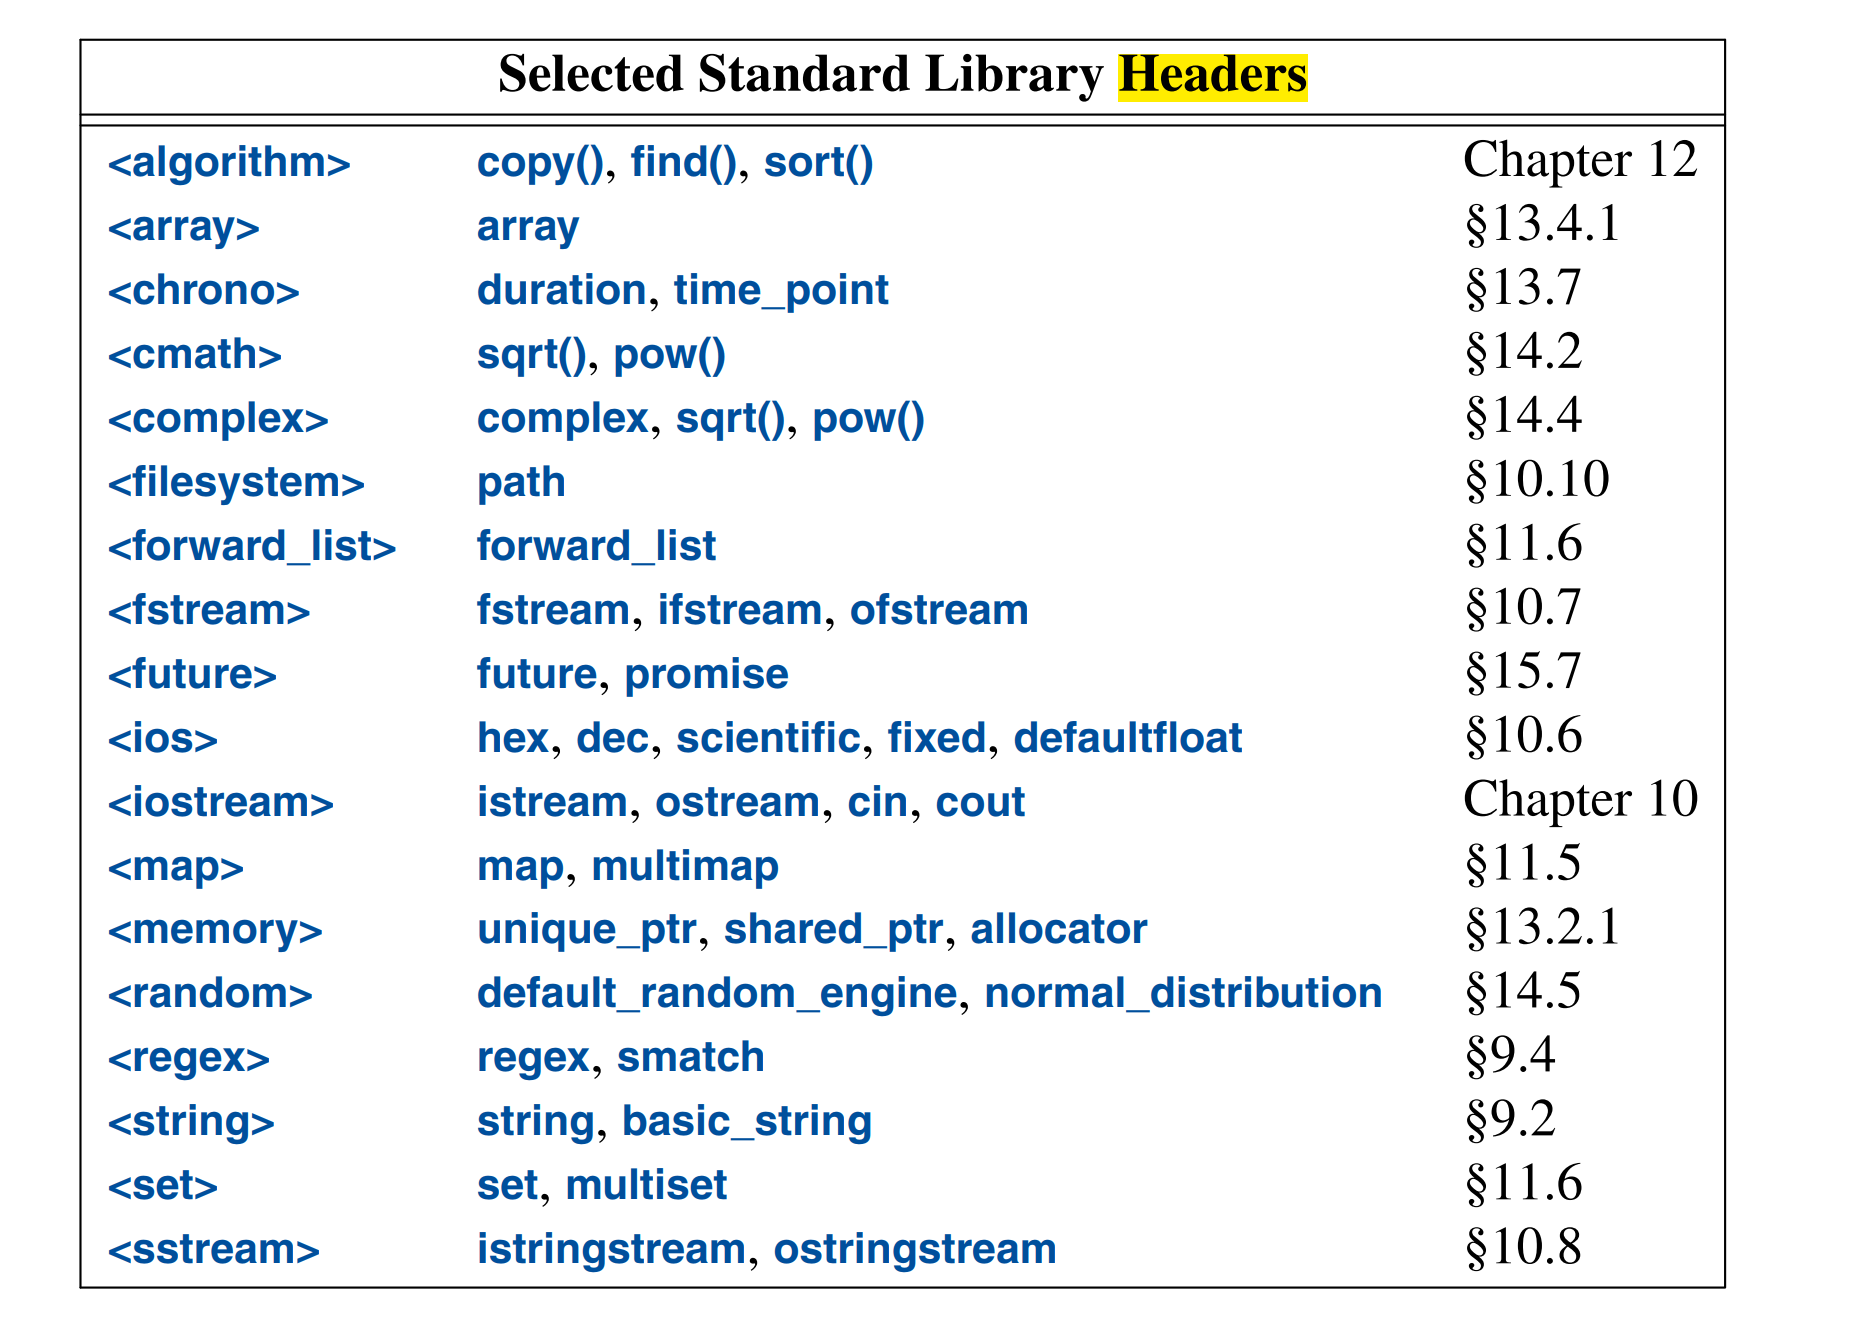 Selected Standard Library Headers
<algorithm> copy(), find(), sort() Chapter 12
<array> array §13.4.1
<chrono> duration, time_point §13.7
<cmath> sqrt(), pow() §14.2
<complex> complex, sqrt(), pow() §14.4
<filesystem> path §10.10
<forward_list> forward_list §11.6
<fstream> fstream, ifstream, ofstream §10.7
<future> future, promise §15.7
<ios> hex, dec, scientific, fixed, defaultfloat §10.6
<iostream> istream, ostream, cin, cout Chapter 10
<map> map, multimap §11.5
<memory> unique_ptr, shared_ptr, allocator §13.2.1
<random> default_random_engine, normal_distribution §14.5
<regex> regex, smatch §9.4
<string> string, basic_string §9.2
<set> set, multiset §11.6
<sstream> istringstream, ostringstream §10.8